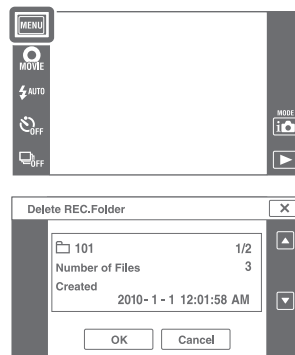 MENU
MOVIE
AUTO
OFF
OFF
MODE
Delete REC.Folder
101 1/2
Number of Files 3
Created
2010- 1 - 1 12:01:58 AM
OK Cancel